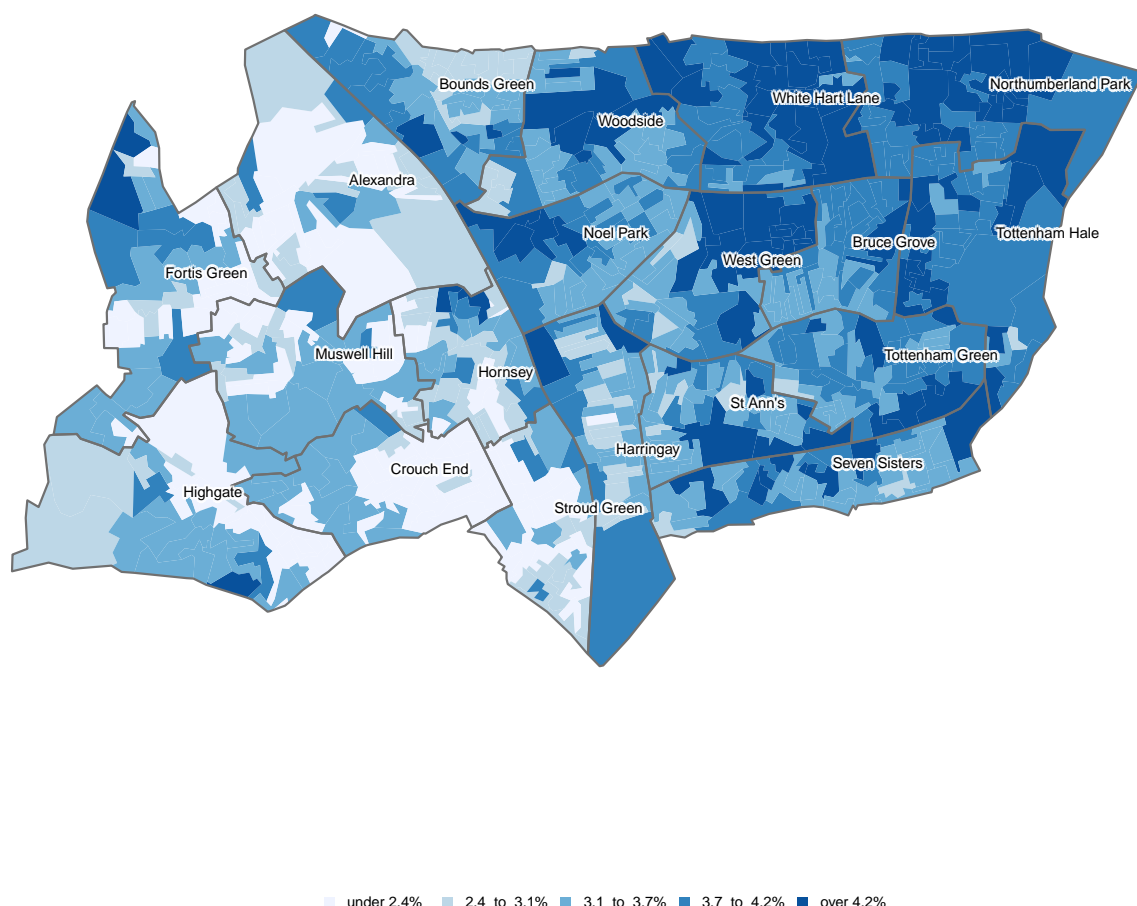 Bounds Green
Northumberland Park
White Hart Lane
Woodside
Alexandra
Noel Park
Tottenham Hale
Bruce Grove
West Green
Fortis Green
Muswell Hill
Tottenham Green
Hornsey
St Ann's
Harringay
Seven Sisters
Crouch End
Highgate
Stroud Green
under 2.4% 2.4 to 3.1% 3.1 to 3.7% 3.7 to 4.2% over 4.2%